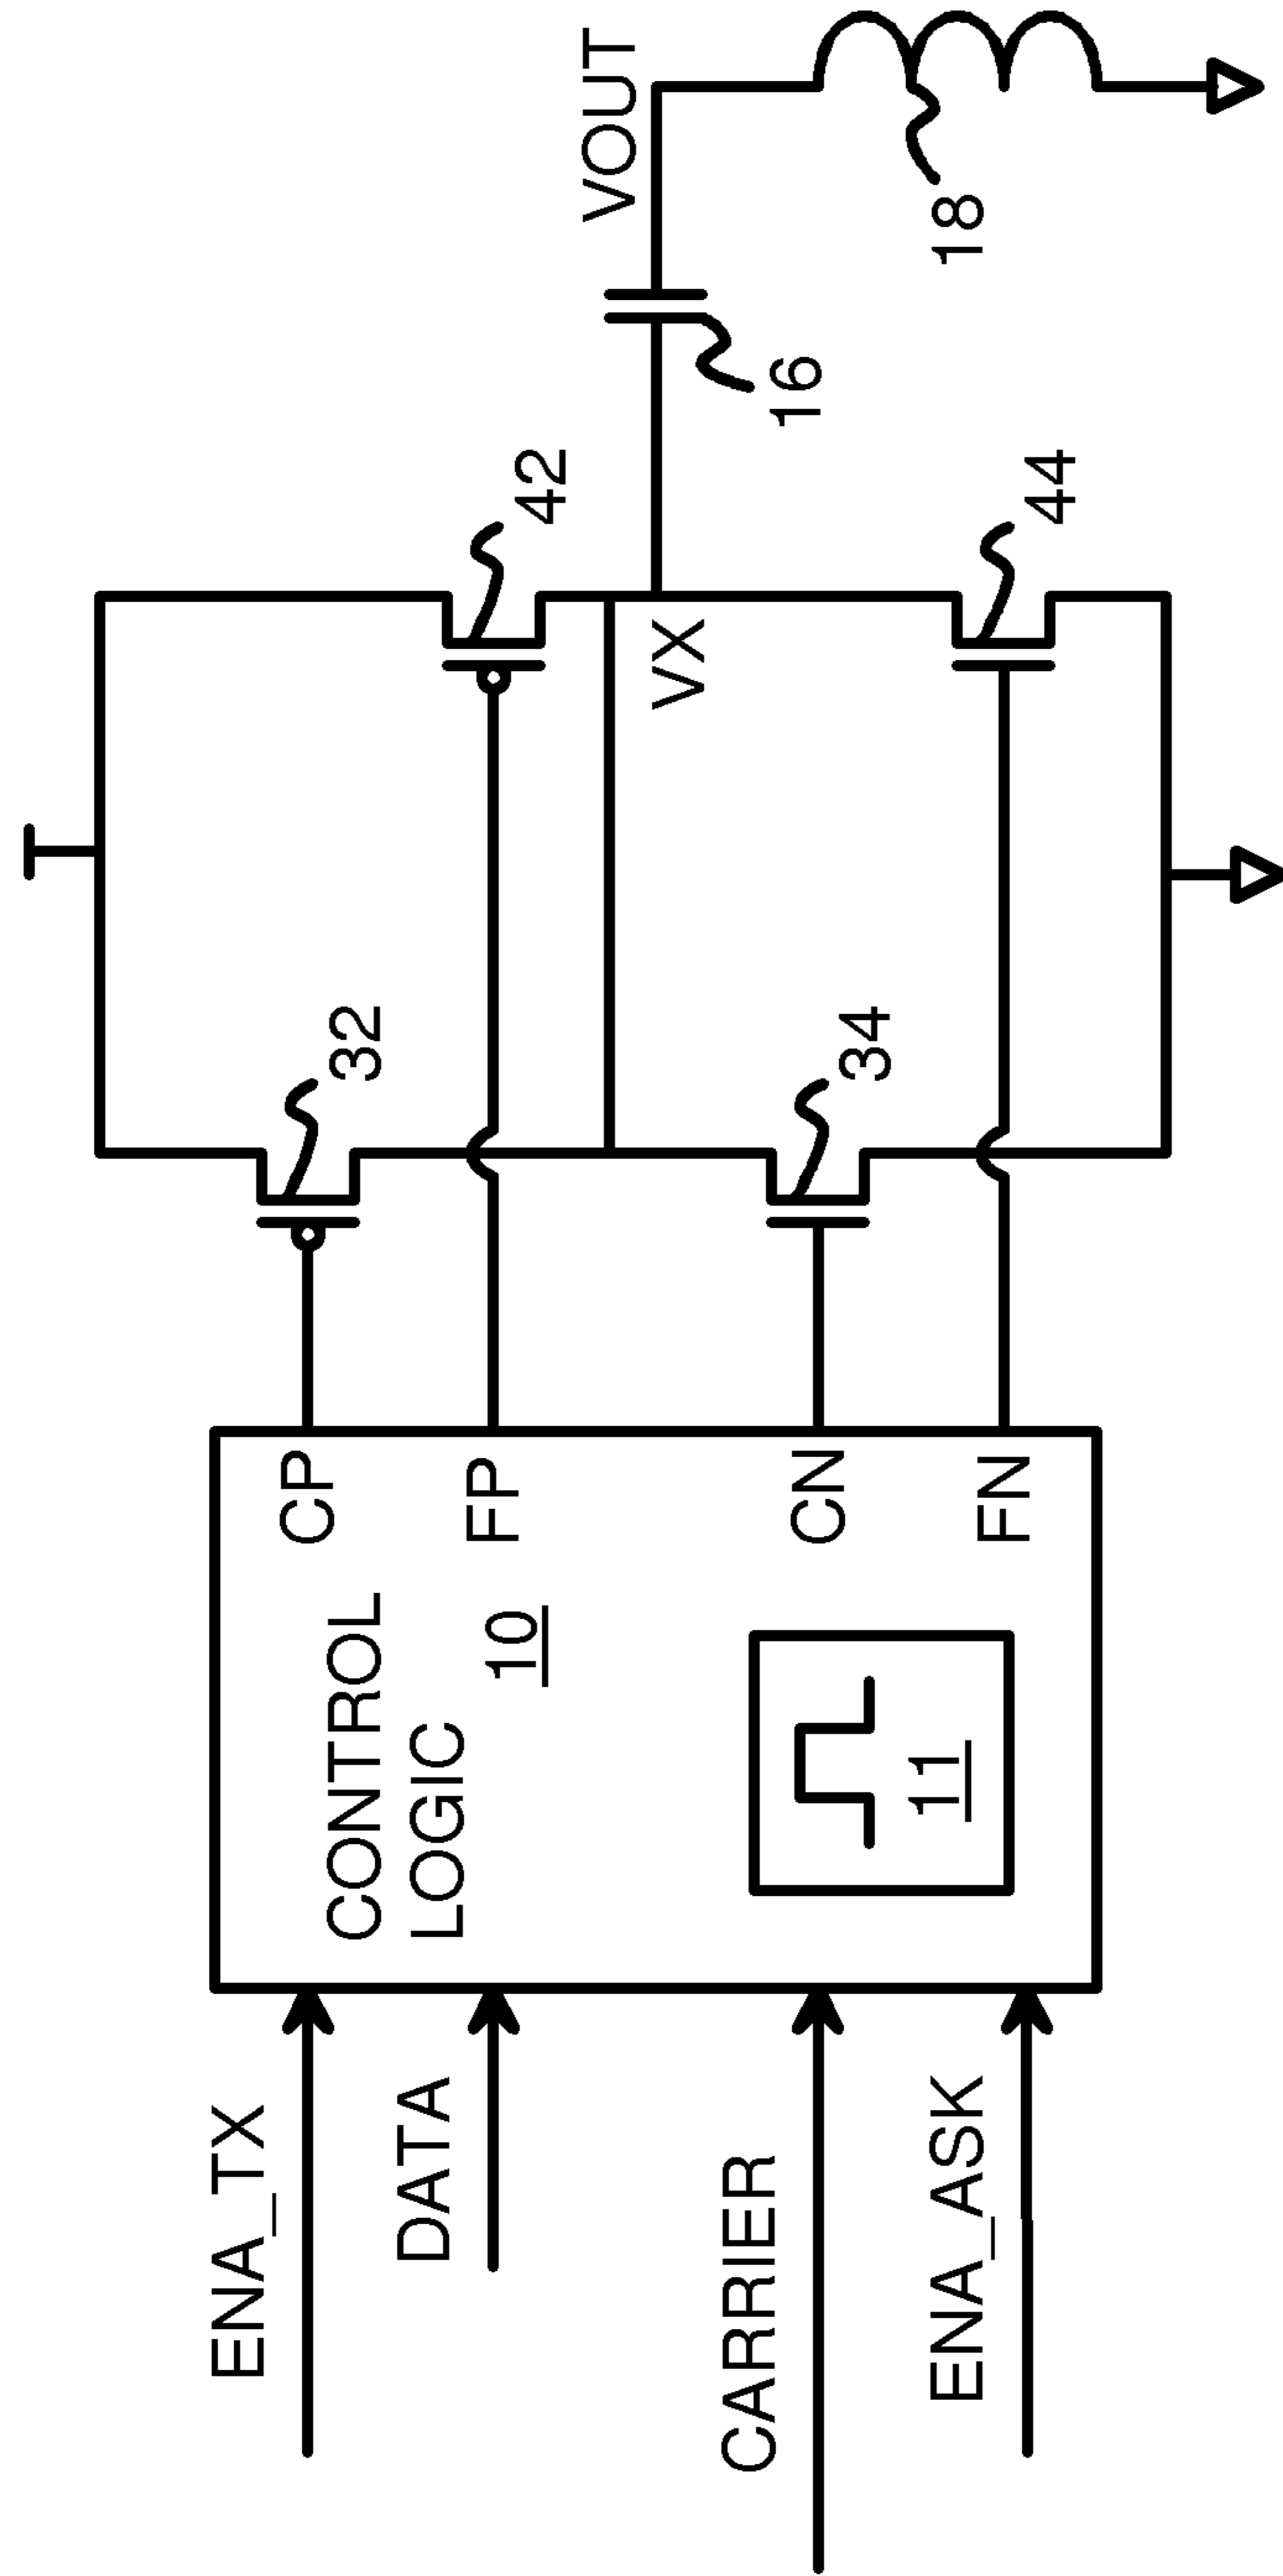 ENA_TX
DATA
CARRIER
ENA_ASK
CONTROL
LOGIC
10
11
CP
FP
CN
FN
32
34
42
44
VX
16
VOUT
18